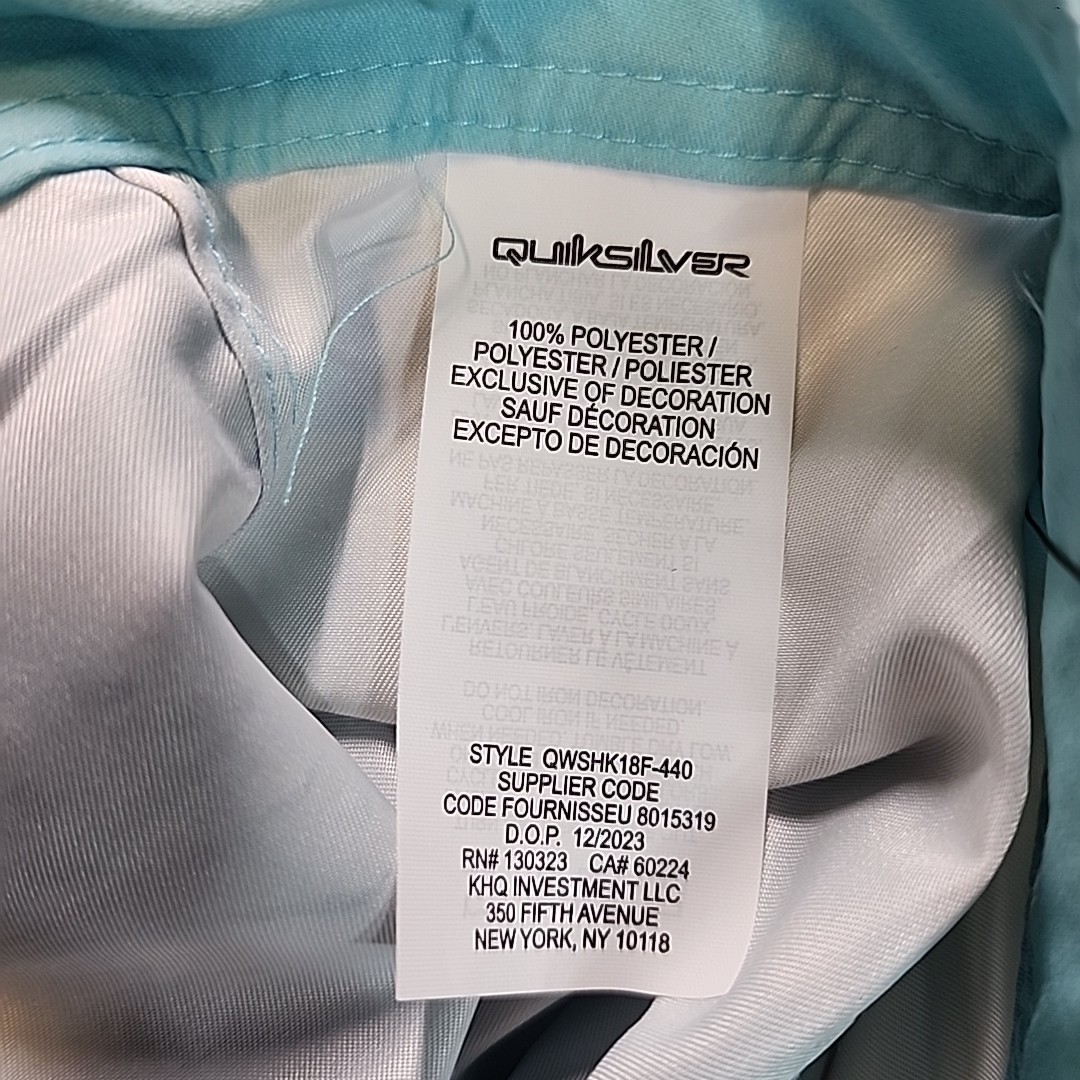 QUIKSILVER
100% POLYESTER /
POLYESTER / POLIESTER
EXCLUSIVE OF DECORATION
SAUF DÉCORATION
EXCEPTO DE DECORACIÓN
STYLE QWSHK18F-440
SUPPLIER CODE
CODE FOURNISSEU 8015319
D.O.P. 12/2023
RN# 130323 CA# 60224
KHQ INVESTMENT LLC
350 FIFTH AVENUE
NEW YORK, NY 10118